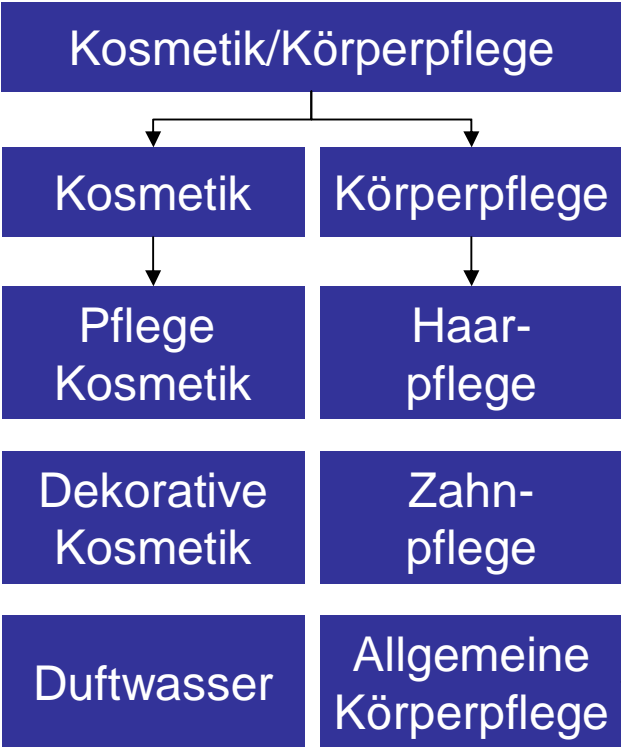 Kosmetik/Körperpflege
Kosmetik
Körperpflege
Pflege
Kosmetik
Haar-
pflege
Dekorative
Kosmetik
Zahn-
pflege
Duftwasser
Allgemeine
Körperpflege